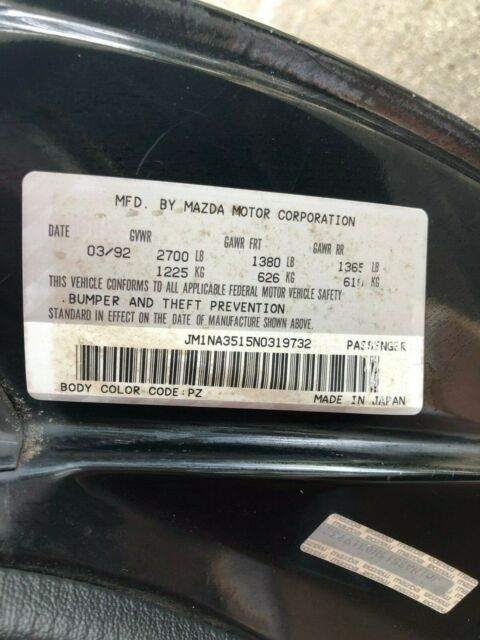 MFD. BY MAZDA MOTOR CORPORATION
DATE GVWR GAWR FRT GAWR RR
03/92 2700 LB 1380 LB 1365 LB
1225 KG 626 KG KG
THIS VEHICLE CONFORMS TO ALL APPLICABLE FEDERAL MOTOR VEHICLE SAFETY
BUMPER AND THEFT PREVENTION
STANDARD IN EFFECT ON THE DATE OF MANUFACTURE SHOWN ABOVE.
JM1NA3515N0319732 PASSENGER
BODY COLOR CODE:PZ MADE IN JAPAN